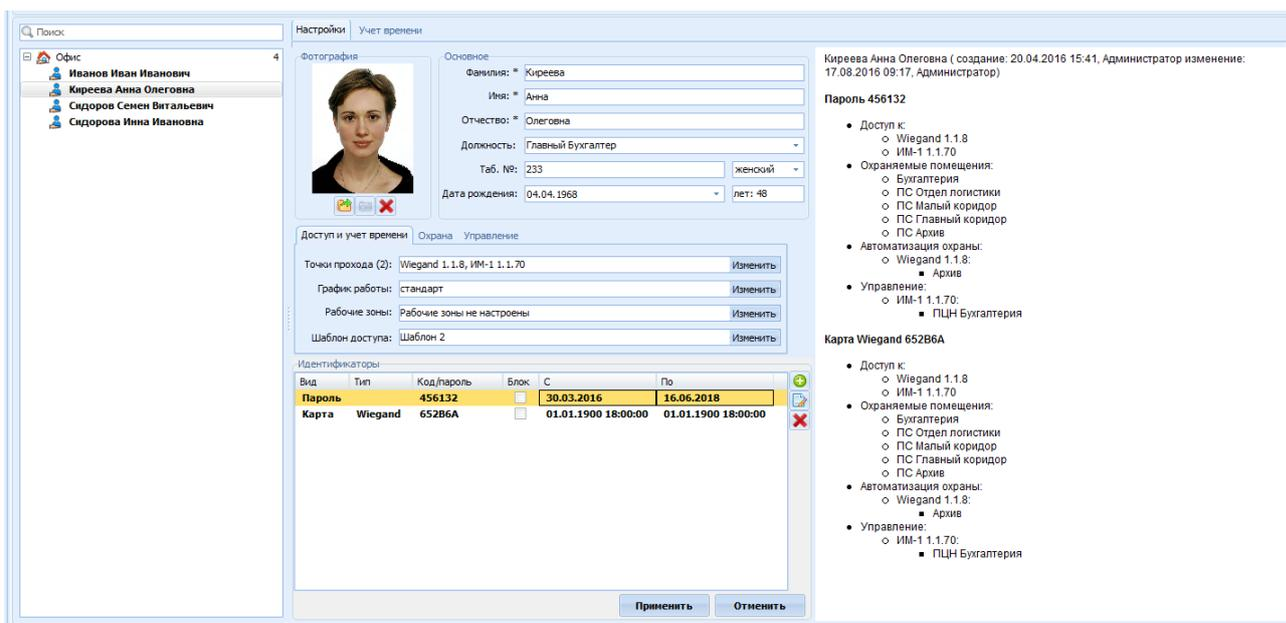 Поиск
Офис 4
Иванов Иван Иванович
Киреева Анна Олеговна
Сидоров Семен Витальевич
Сидорова Инна Ивановна
Настройки Учет времени
Фотография
Основное
Фамилия: * Киреева
Имя: * Анна
Отчество: * Олеговна
Должность: Главный Бухгалтер
Таб. №: 233 женский
Дата рождения: 04.04.1968 лет: 48
Доступ и учет времени Охрана Управление
Точки прохода (2): Wiegand 1.1.8, ИМ-1 1.1.70 Изменить
График работы: стандарт Изменить
Рабочие зоны: Рабочие зоны не настроены Изменить
Шаблон доступа: Шаблон 2 Изменить
Идентификаторы
Вид Тип Код/пароль Блок С По
Пароль 456132 30.03.2016 16.06.2018
Карта Wiegand 652B6A 01.01.1900 18:00:00 01.01.1900 18:00:00
Применить Отменить
Киреева Анна Олеговна ( создание: 20.04.2016 15:41, Администратор изменение:
17.08.2016 09:17, Администратор)
Пароль 456132
Доступ к:
Wiegand 1.1.8
ИМ-1 1.1.70
Охраняемые помещения:
Бухгалтерия
ПС Отдел логистики
ПС Малый коридор
ПС Главный коридор
ПС Архив
Автоматизация охраны:
Wiegand 1.1.8:
Архив
Управление:
ИМ-1 1.1.70:
ПЦН Бухгалтерия
Карта Wiegand 652B6A
Доступ к:
Wiegand 1.1.8
ИМ-1 1.1.70
Охраняемые помещения:
Бухгалтерия
ПС Отдел логистики
ПС Малый коридор
ПС Главный коридор
ПС Архив
Автоматизация охраны:
Wiegand 1.1.8:
Архив
Управление:
ИМ-1 1.1.70:
ПЦН Бухгалтерия